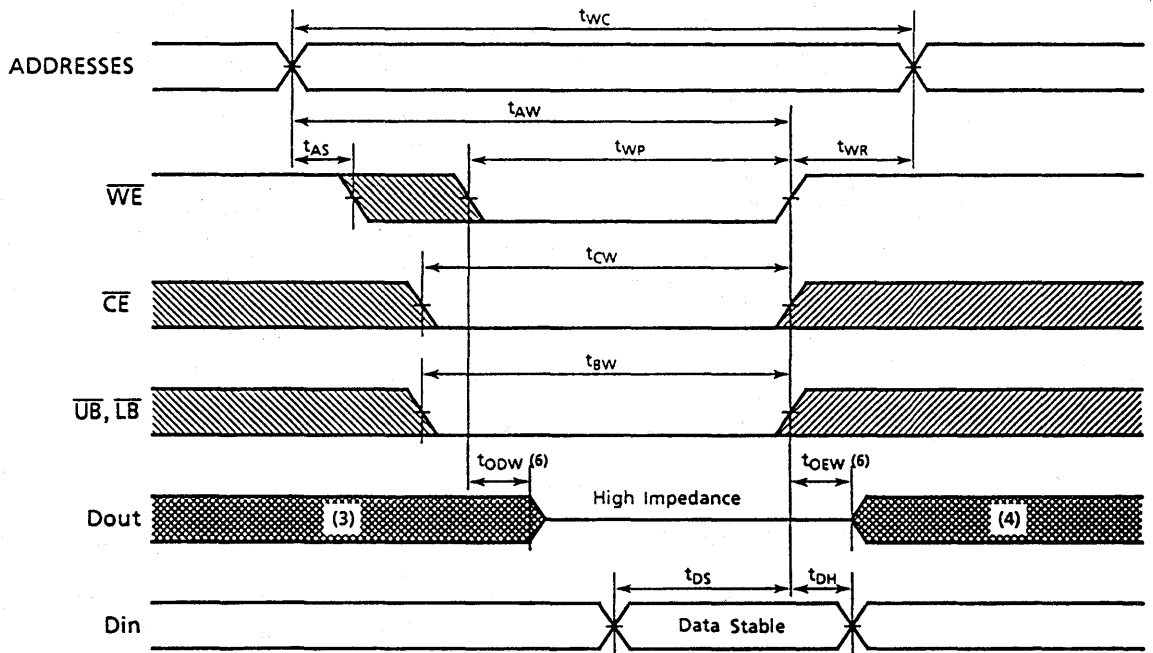 tWC
ADDRESSES
tAW
tAS
tWP
tWR
WE
tCW
CE
tBW
UB, LB
tODW (6)
tOEW (6)
High Impedance
Dout
(3)
(4)
tDS
tDH
Din
Data Stable